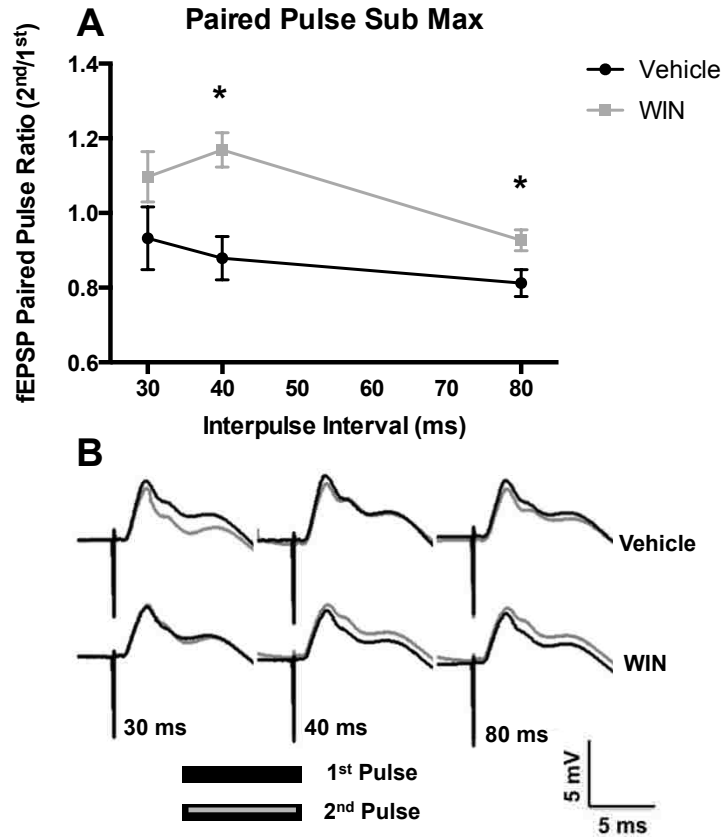 A Paired Pulse Sub Max
fEPSP Paired Pulse Ratio (2nd/1st)
1.4
1.2
1.0
0.8
0.6
*
*
Vehicle
WIN
30 40 50 60 70 80
Interpulse Interval (ms)
B
Vehicle
WIN
30 ms 40 ms 80 ms
1st Pulse
2nd Pulse
5 mV
5 ms